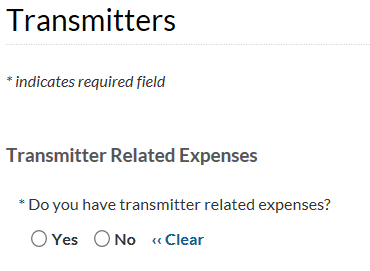 Transmitters
* indicates required field
Transmitter Related Expenses
* Do you have transmitter related expenses?
Yes No ‹‹ Clear